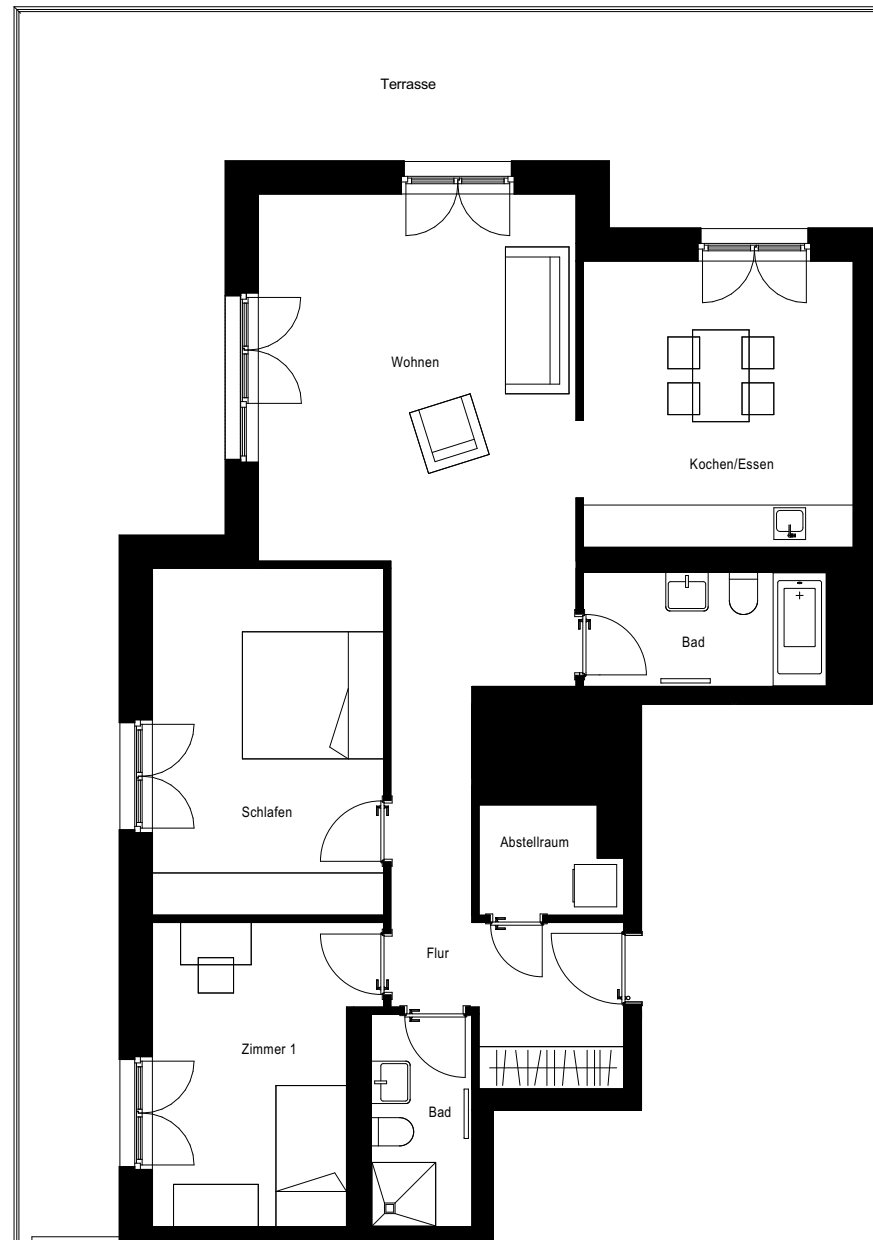 Terrasse
Wohnen
Kochen/Essen
Bad
Schlafen
Abstellraum
Flur
Zimmer 1
Bad